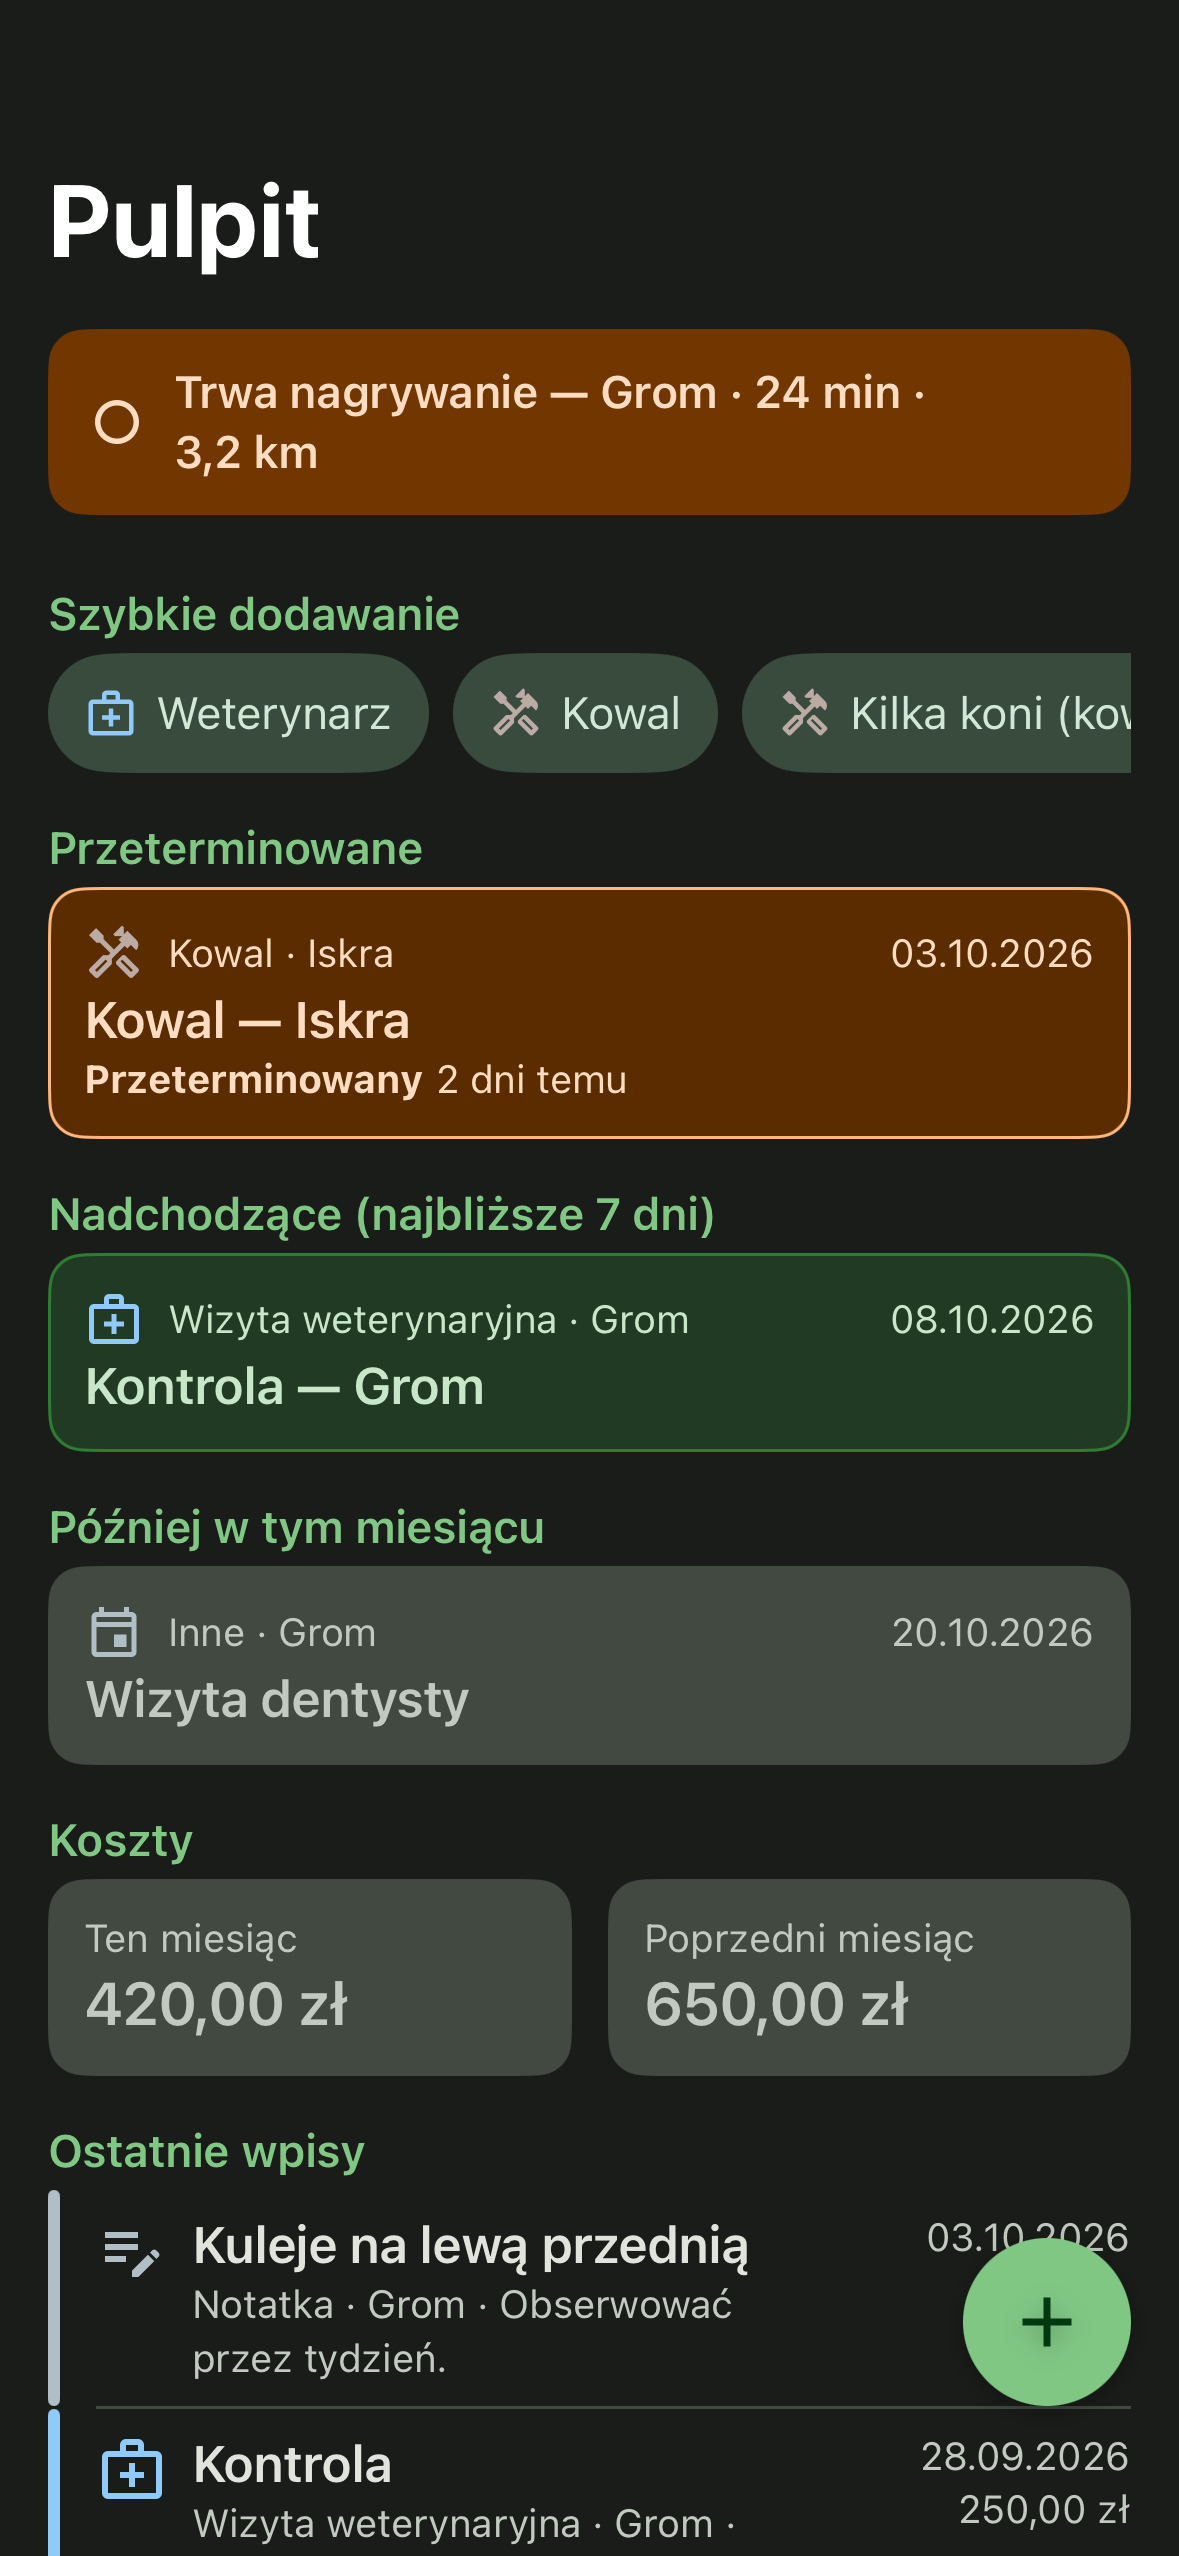 Pulpit
Trwa nagrywanie — Grom · 24 min ·
3,2 km
Szybkie dodawanie
Weterynarz
Kowal
Kilka koni (kow
Przeterminowane
Kowal · Iskra
03.10.2026
Kowal — Iskra
Przeterminowany 2 dni temu
Nadchodzące (najbliższe 7 dni)
Wizyta weterynaryjna · Grom
08.10.2026
Kontrola — Grom
Później w tym miesiącu
Inne · Grom
20.10.2026
Wizyta dentysty
Koszty
Ten miesiąc
420,00 zł
Poprzedni miesiąc
650,00 zł
Ostatnie wpisy
Kuleje na lewą przednią
03.10.2026
Notatka · Grom · Obserwować
przez tydzień.
Kontrola
28.09.2026
Wizyta weterynaryjna · Grom ·
250,00 zł